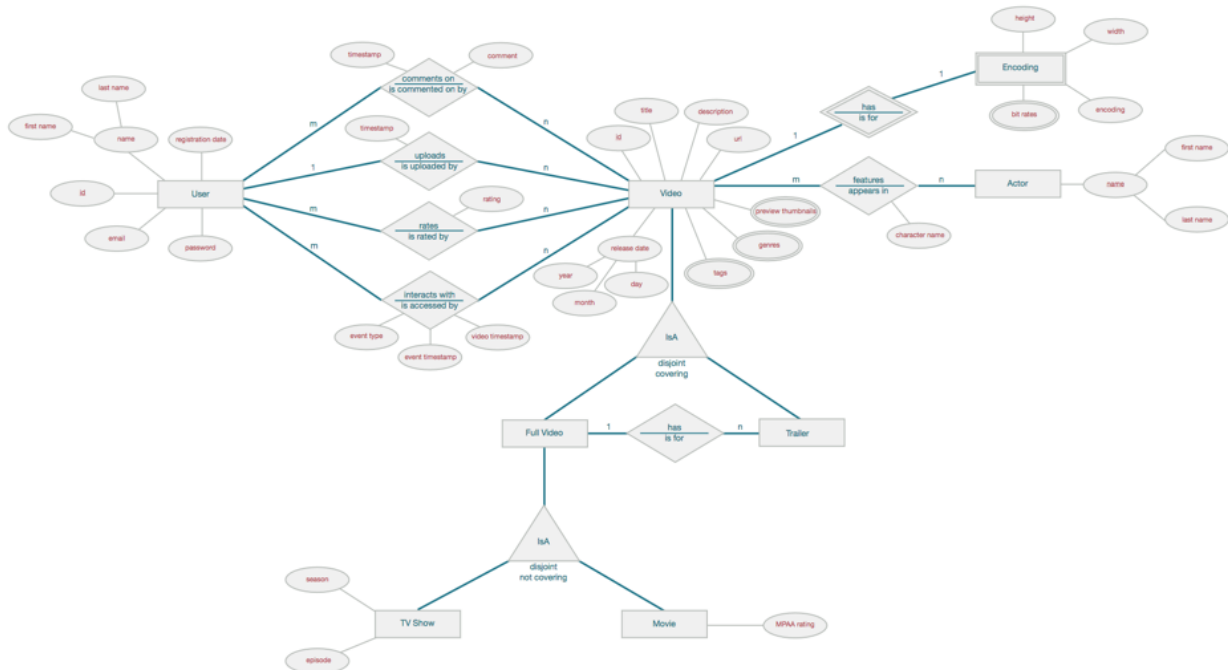 height
width
Encoding
bit rates
encoding
1
has
is for
1
timestamp
comment
comments on
is commented on by
m
n
last name
first name
name
registration date
id
User
email
password
timestamp
uploads
is uploaded by
1
n
rating
rates
is rated by
m
n
interacts with
is accessed by
m
n
event type
event timestamp
video timestamp
title
description
id
url
Video
preview thumbnails
genres
tags
release date
year
month
day
m
features
appears in
n
character name
Actor
first name
name
last name
IsA
disjoint
covering
Full Video
1
has
is for
n
Trailer
IsA
disjoint
not covering
season
TV Show
episode
Movie
MPAA rating